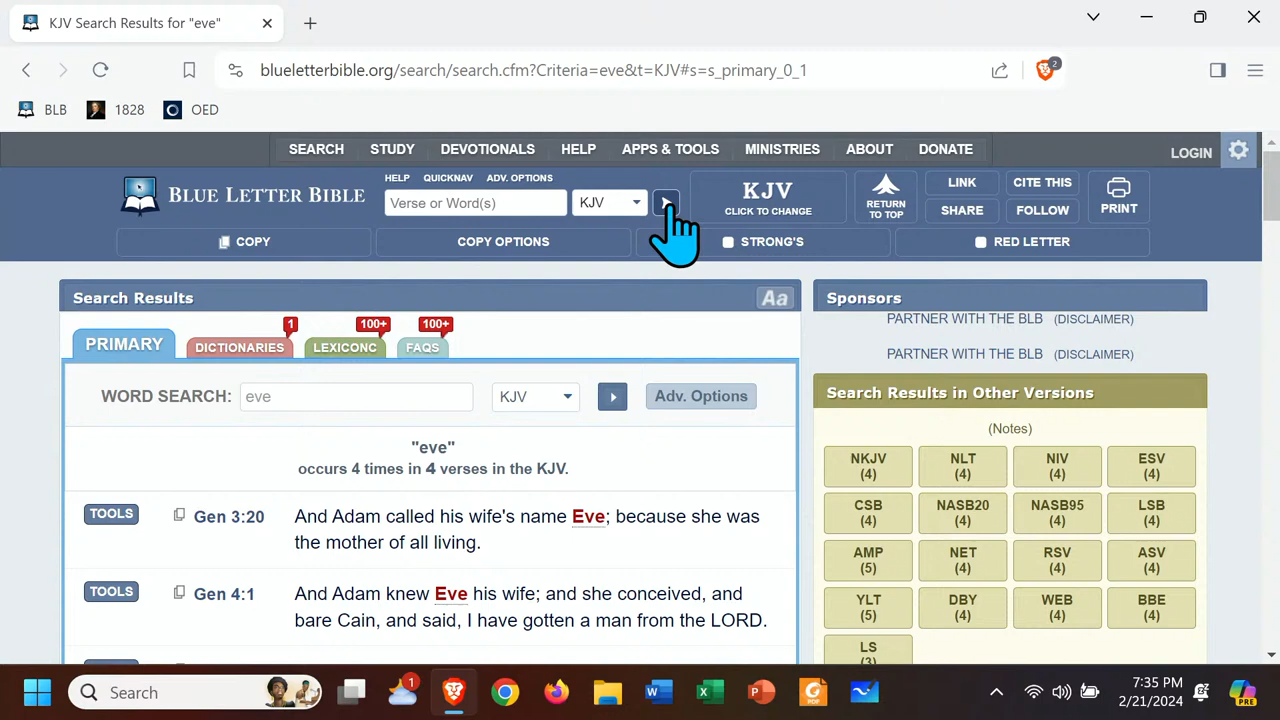 KJV Search Results for "eve"
blueletterbible.org/search/search.cfm?Criteria=eve&t=KJV#s=s_primary_0_1
2
BLB 1828 OED
SEARCH STUDY DEVOTIONALS HELP APPS & TOOLS MINISTRIES ABOUT DONATE LOGIN
HELP QUICKNAV ADV. OPTIONS
BLUE LETTER BIBLE
Verse or Word(s) KJV
KJV
CLICK TO CHANGE
RETURN
TO TOP
LINK CITE THIS
SHARE FOLLOW
PRINT
COPY COPY OPTIONS STRONG'S RED LETTER
Search Results Aa
PRIMARY DICTIONARIES 1 LEXICONC 100+ FAQS 100+
WORD SEARCH: eve KJV Adv. Options
"eve"
occurs 4 times in 4 verses in the KJV.
TOOLS Gen 3:20 And Adam called his wife's name Eve; because she was
the mother of all living.
TOOLS Gen 4:1 And Adam knew Eve his wife; and she conceived, and
bare Cain, and said, I have gotten a man from the LORD.
Sponsors
PARTNER WITH THE BLB (DISCLAIMER)
PARTNER WITH THE BLB (DISCLAIMER)
Search Results in Other Versions
(Notes)
NKJV NLT NIV ESV
(4) (4) (4) (4)
CSB NASB20 NASB95 LSB
(4) (4) (4) (4)
AMP NET RSV ASV
(5) (4) (4) (4)
YLT DBY WEB BBE
(5) (4) (4) (4)
LS
(3)
Search
1
7:35 PM
2/21/2024
PRE